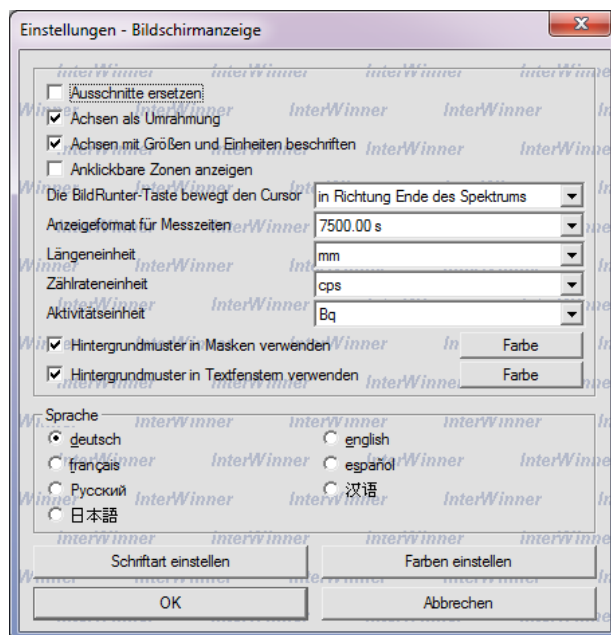 Einstellungen - Bildschirmanzeige
Ausschnitte ersetzen
Achsen als Umrahmung
Achsen mit Größen und Einheiten beschriften
Anklickbare Zonen anzeigen
Die BildRunter-Taste bewegt den Cursor in Richtung Ende des Spektrums
Anzeigeformat für Messzeiten 7500.00 s
Längeneinheit mm
Zählrateneinheit cps
Aktivitätseinheit Bq
Hintergrundmuster in Masken verwenden Farbe
Hintergrundmuster in Textfenstern verwenden Farbe
Sprache
deutsch english
français español
Русский 汉语
日本語
Schriftart einstellen Farben einstellen
OK Abbrechen